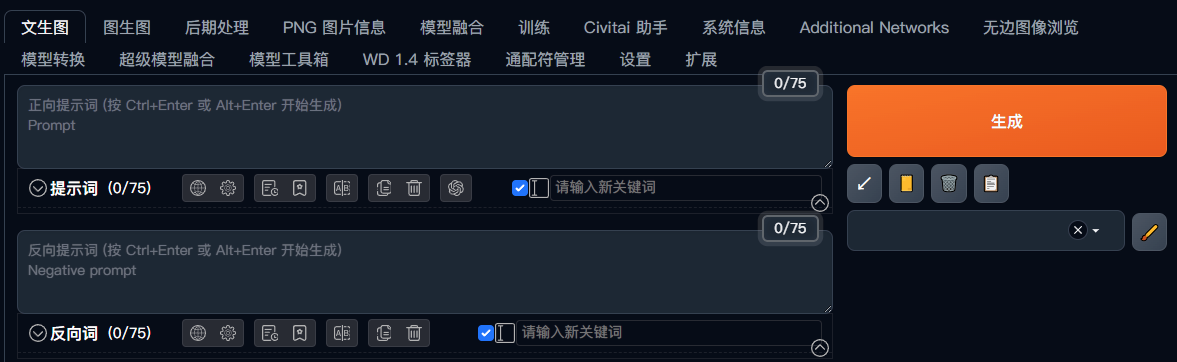 文生图 图生图 后期处理 PNG 图片信息 模型融合 训练 Civitai 助手 系统信息 Additional Networks 无边图像浏览
模型转换 超级模型融合 模型工具箱 WD 1.4 标签器 通配符管理 设置 扩展
0/75
正向提示词 (按 Ctrl+Enter 或 Alt+Enter 开始生成)
Prompt
生成
提示词 (0/75) 请输入新关键词
0/75
反向提示词 (按 Ctrl+Enter 或 Alt+Enter 开始生成)
Negative prompt
反向词 (0/75) 请输入新关键词